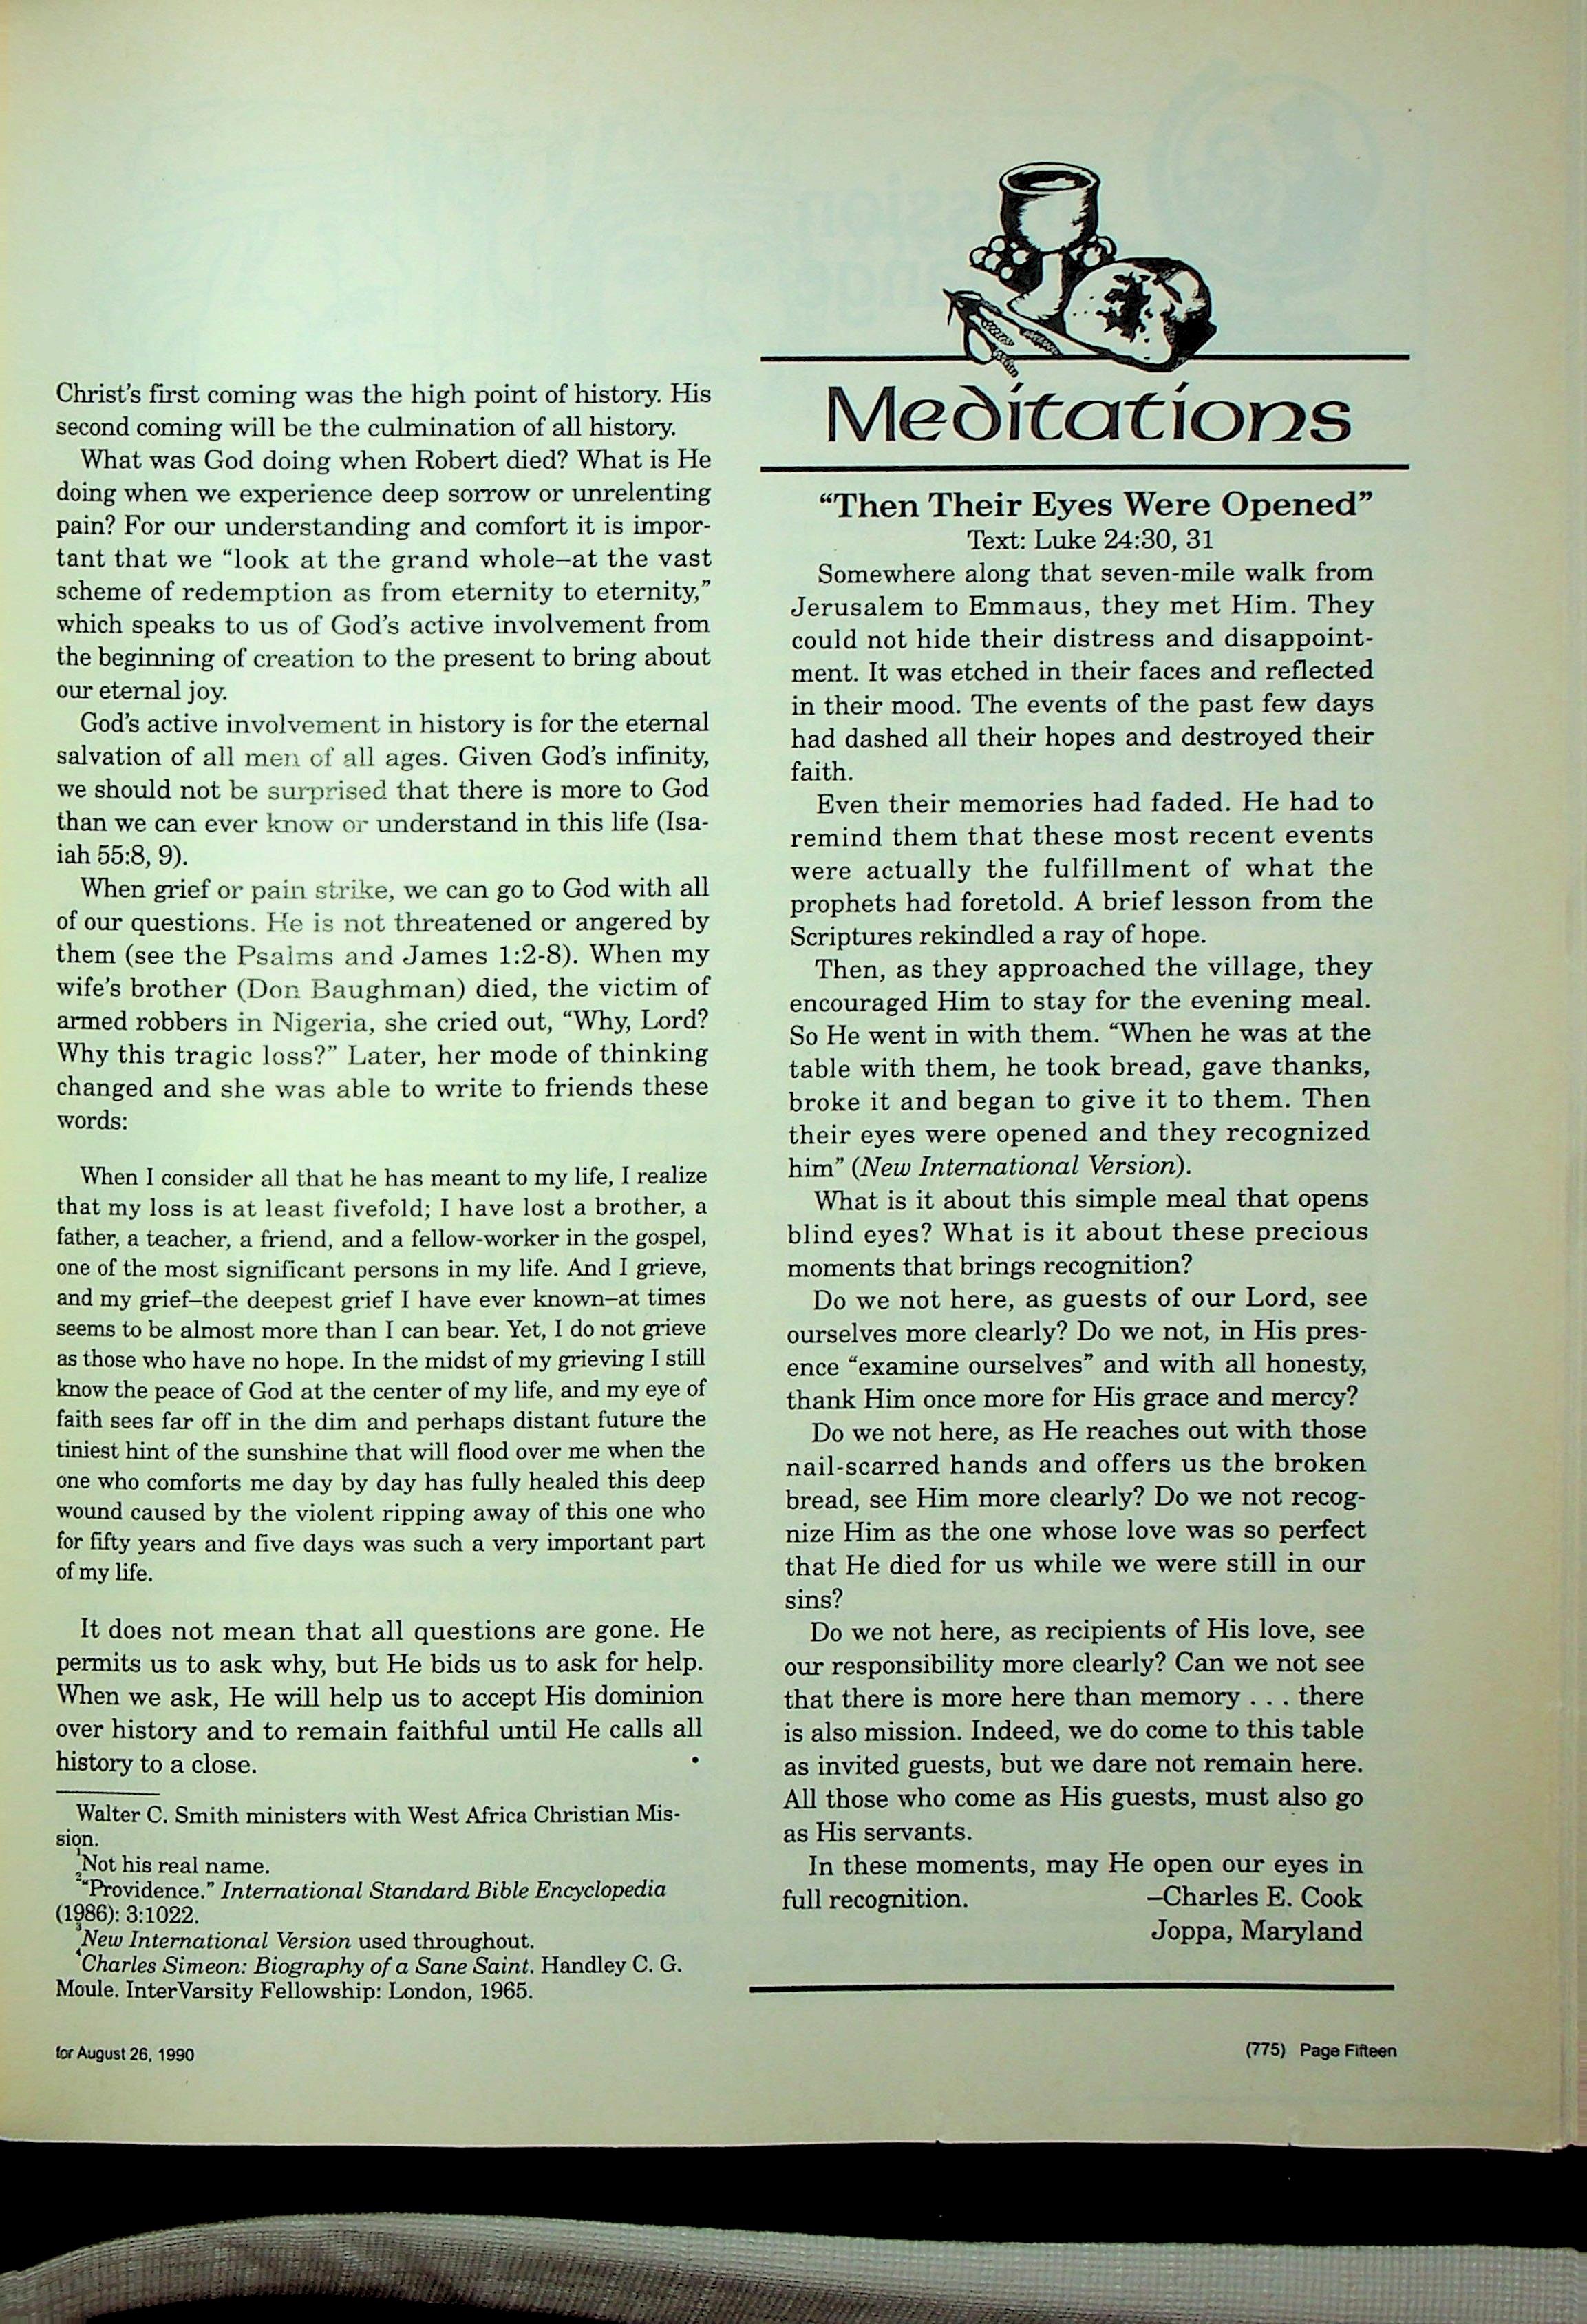 Christ's first coming was the high point of history. His
second coming will be the culmination of all history.
What was God doing when Robert died? What is He
doing when we experience deep sorrow or unrelenting
pain? For our understanding and comfort it is impor-
tant that we “look at the grand whole–at the vast
scheme of redemption as from eternity to eternity,”
which speaks to us of God's active involvement from
the beginning of creation to the present to bring about
our eternal joy.
God's active involvement in history is for the eternal
salvation of all men of all ages. Given God's infinity,
we should not be surprised that there is more to God
than we can ever know or understand in this life (Isa-
iah 55:8, 9).
When grief or pain strike, we can go to God with all
of our questions. He is not threatened or angered by
them (see the Psalms and James 1:2-8). When my
wife's brother (Don Baughman) died, the victim of
armed robbers in Nigeria, she cried out, “Why, Lord?
Why this tragic loss?” Later, her mode of thinking
changed and she was able to write to friends these
words:
When I consider all that he has meant to my life, I realize
that my loss is at least fivefold; I have lost a brother, a
father, a teacher, a friend, and a fellow-worker in the gospel,
one of the most significant persons in my life. And I grieve,
and my grief–the deepest grief I have ever known–at times
seems to be almost more than I can bear. Yet, I do not grieve
as those who have no hope. In the midst of my grieving I still
know the peace of God at the center of my life, and my eye of
faith sees far off in the dim and perhaps distant future the
tiniest hint of the sunshine that will flood over me when the
one who comforts me day by day has fully healed this deep
wound caused by the violent ripping away of this one who
for fifty years and five days was such a very important part
of my life.
It does not mean that all questions are gone. He
permits us to ask why, but He bids us to ask for help.
When we ask, He will help us to accept His dominion
over history and to remain faithful until He calls all
history to a close. •
Walter C. Smith ministers with West Africa Christian Mis-
sion.
1Not his real name.
2“Providence.” International Standard Bible Encyclopedia
(1986): 3:1022.
3New International Version used throughout.
4Charles Simeon: Biography of a Sane Saint. Handley C. G.
Moule. InterVarsity Fellowship: London, 1965.
Meditations
“Then Their Eyes Were Opened”
Text: Luke 24:30, 31
Somewhere along that seven-mile walk from
Jerusalem to Emmaus, they met Him. They
could not hide their distress and disappoint-
ment. It was etched in their faces and reflected
in their mood. The events of the past few days
had dashed all their hopes and destroyed their
faith.
Even their memories had faded. He had to
remind them that these most recent events
were actually the fulfillment of what the
prophets had foretold. A brief lesson from the
Scriptures rekindled a ray of hope.
Then, as they approached the village, they
encouraged Him to stay for the evening meal.
So He went in with them. “When he was at the
table with them, he took bread, gave thanks,
broke it and began to give it to them. Then
their eyes were opened and they recognized
him” (New International Version).
What is it about this simple meal that opens
blind eyes? What is it about these precious
moments that brings recognition?
Do we not here, as guests of our Lord, see
ourselves more clearly? Do we not, in His pres-
ence “examine ourselves” and with all honesty,
thank Him once more for His grace and mercy?
Do we not here, as He reaches out with those
nail-scarred hands and offers us the broken
bread, see Him more clearly? Do we not recog-
nize Him as the one whose love was so perfect
that He died for us while we were still in our
sins?
Do we not here, as recipients of His love, see
our responsibility more clearly? Can we not see
that there is more here than memory . . . there
is also mission. Indeed, we do come to this table
as invited guests, but we dare not remain here.
All those who come as His guests, must also go
as His servants.
In these moments, may He open our eyes in
full recognition. –Charles E. Cook
Joppa, Maryland
for August 26, 1990
(775) Page Fifteen